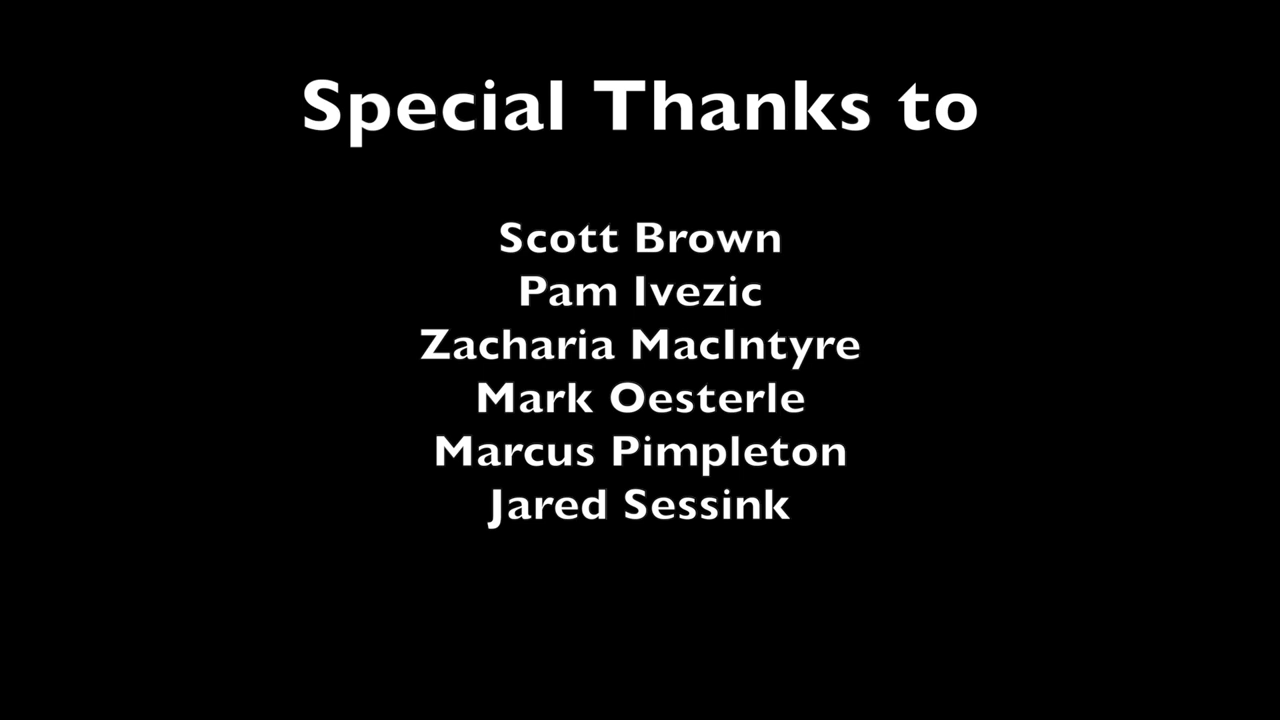 Special Thanks to
Scott Brown
Pam Ivezic
Zacharia MacIntyre
Mark Oesterle
Marcus Pimpleton
Jared Sessink